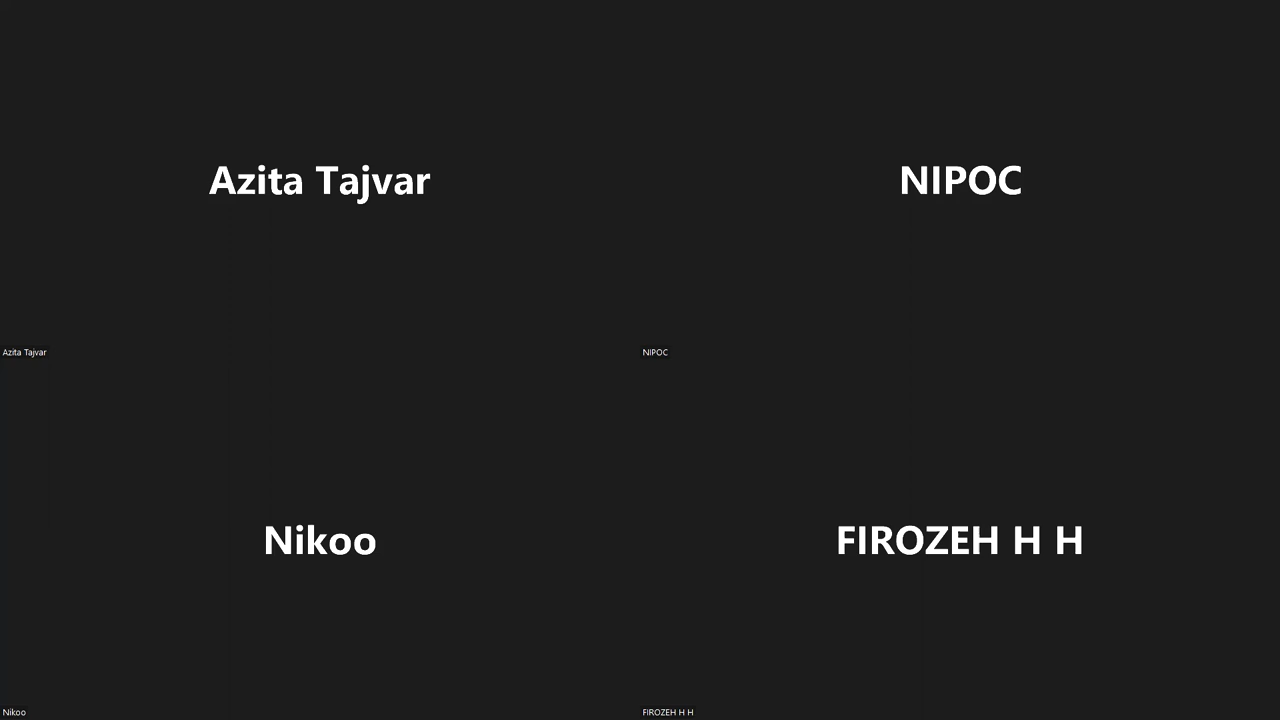 Azita Tajvar
NIPOC
Azita Tajvar
NIPOC
Nikoo
FIROZEH H H
Nikoo
FIROZEH H H